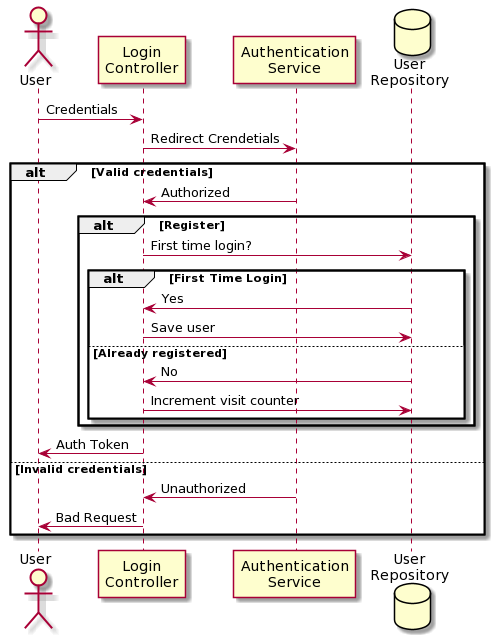 User
Login
Controller
Authentication
Service
User
Repository
Credentials
Redirect Crendetials
alt [Valid credentials]
Authorized
alt [Register]
First time login?
alt [First Time Login]
Yes
Save user
[Already registered]
No
Increment visit counter
Auth Token
[Invalid credentials]
Unauthorized
Bad Request
User
Login
Controller
Authentication
Service
User
Repository